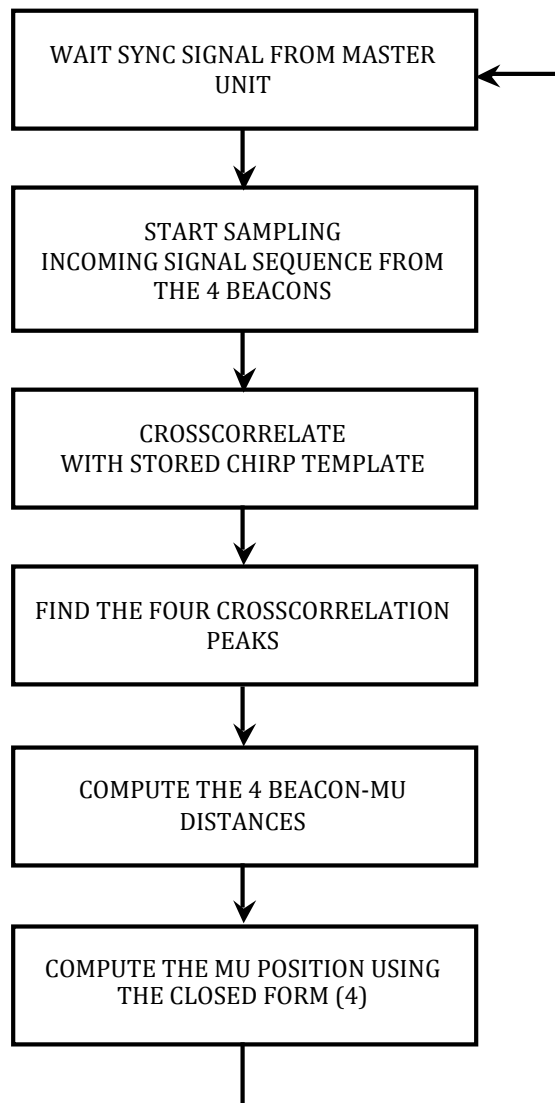 WAIT SYNC SIGNAL FROM MASTER
UNIT
START SAMPLING
INCOMING SIGNAL SEQUENCE FROM
THE 4 BEACONS
CROSSCORRELATE
WITH STORED CHIRP TEMPLATE
FIND THE FOUR CROSSCORRELATION
PEAKS
COMPUTE THE 4 BEACON-MU
DISTANCES
COMPUTE THE MU POSITION USING
THE CLOSED FORM (4)